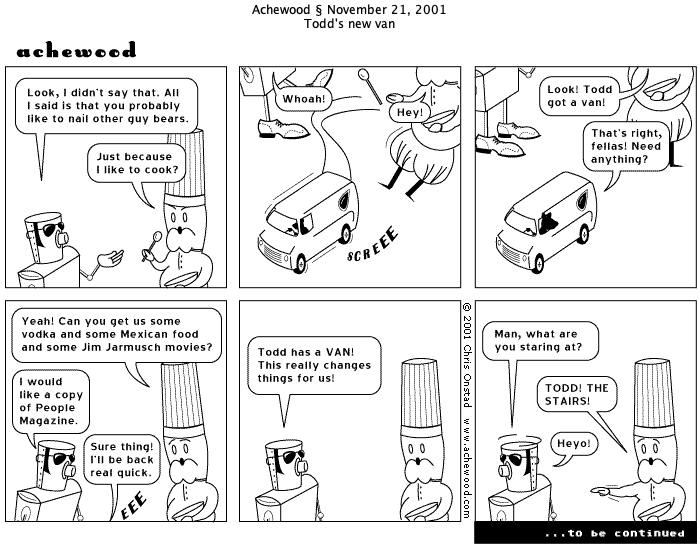 Achewood § November 21, 2001
Todd's new van
achewood
Look, I didn't say that. All
I said is that you probably
like to nail other guy bears.
Just because
I like to cook?
Whoah!
Hey!
SCREEE
Look! Todd
got a van!
That's right,
fellas! Need
anything?
Yeah! Can you get us some
vodka and some Mexican food
and some Jim Jarmusch movies?
I would
like a copy
of People
Magazine.
Sure thing!
I'll be back
real quick.
EEE
Todd has a VAN!
This really changes
things for us!
© 2001 Chris Onstad www.achewood.com
Man, what are
you staring at?
TODD! THE
STAIRS!
Heyo!
...to be continued